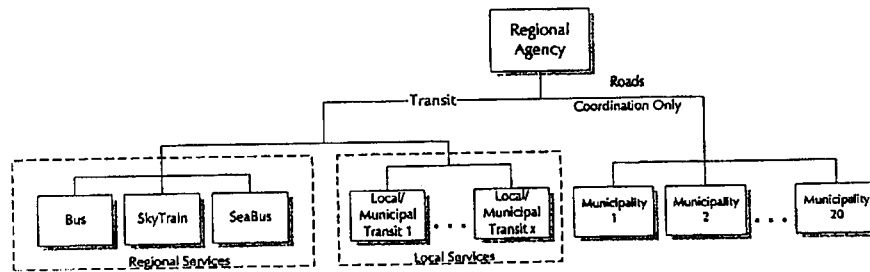 Regional
Agency
Transit
Roads
Coordination Only
Bus
SkyTrain
SeaBus
Regional Services
Local/
Municipal
Transit 1
...
Local/
Municipal
Transit x
Local Services
Municipality
1
Municipality
2
...
Municipality
20